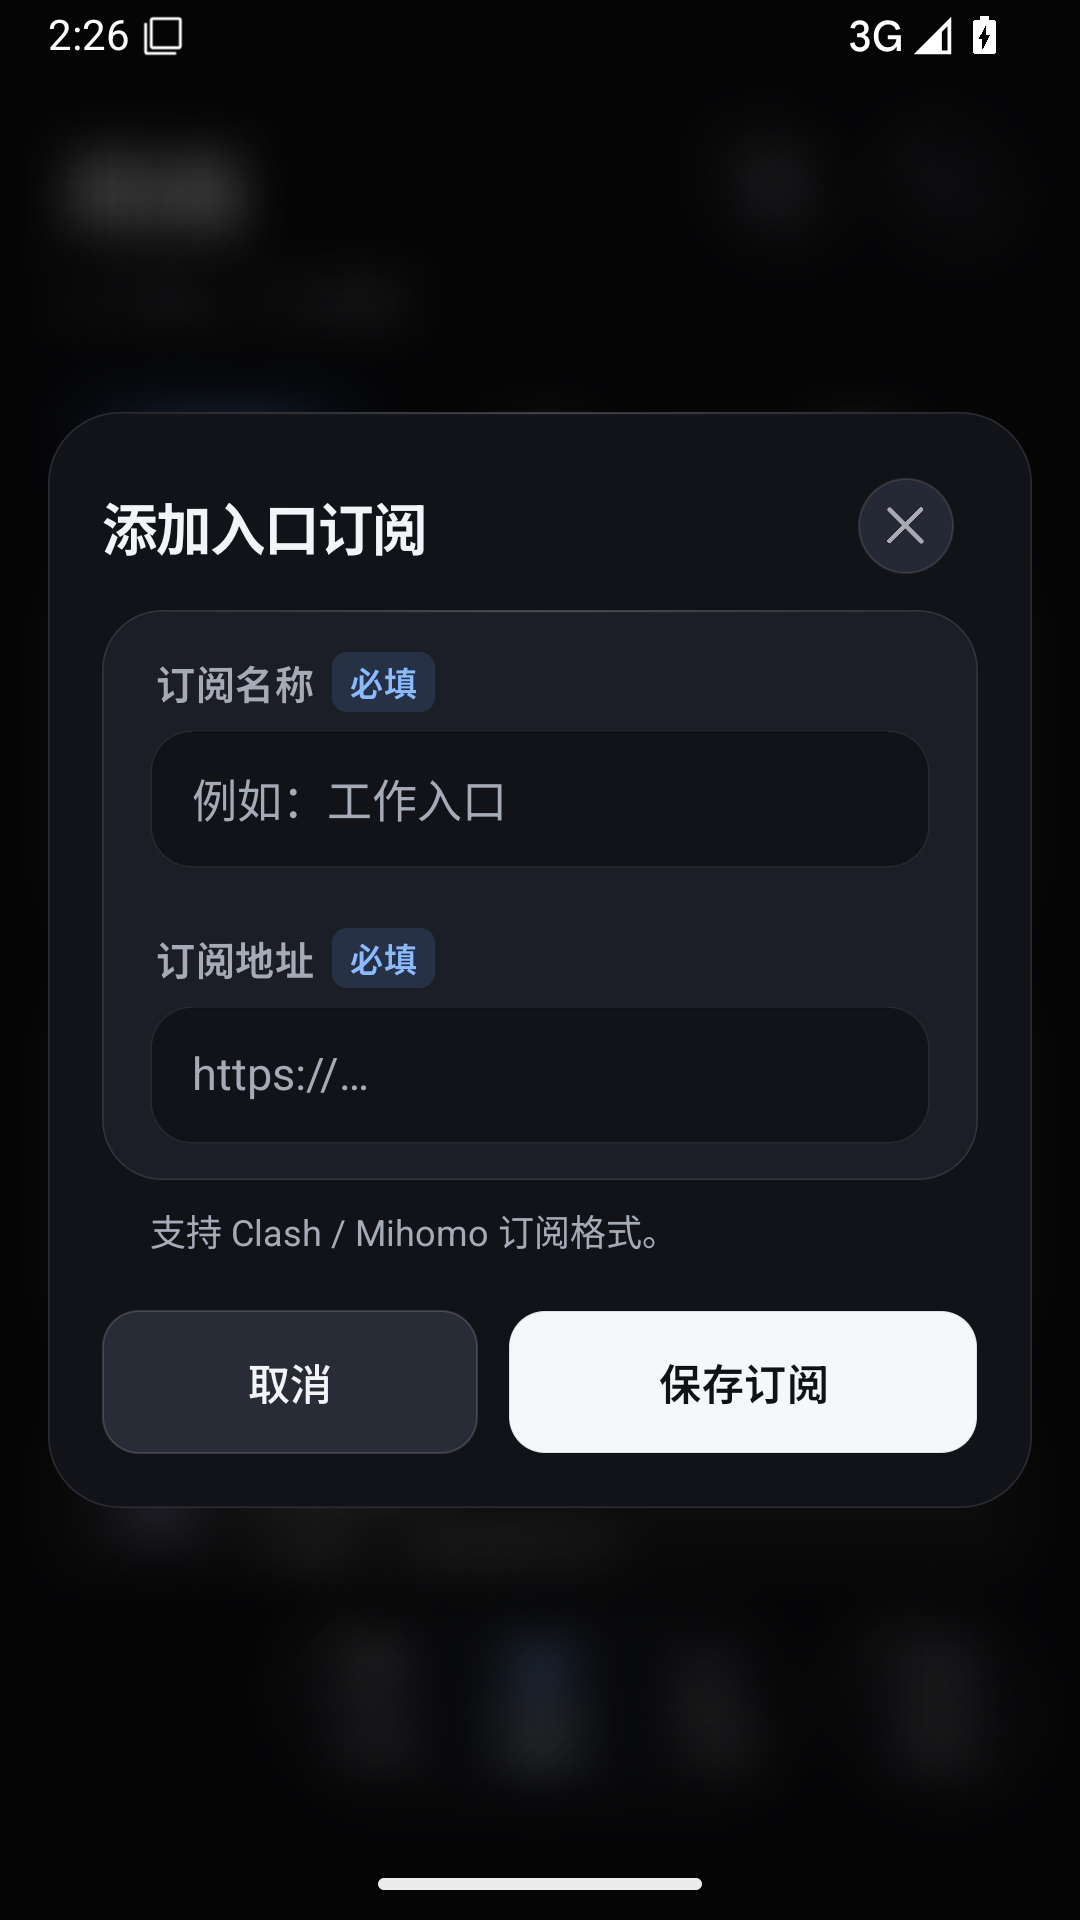 2:26
3G
添加入口订阅
订阅名称 必填
例如：工作入口
订阅地址 必填
https://…
支持 Clash / Mihomo 订阅格式。
取消
保存订阅